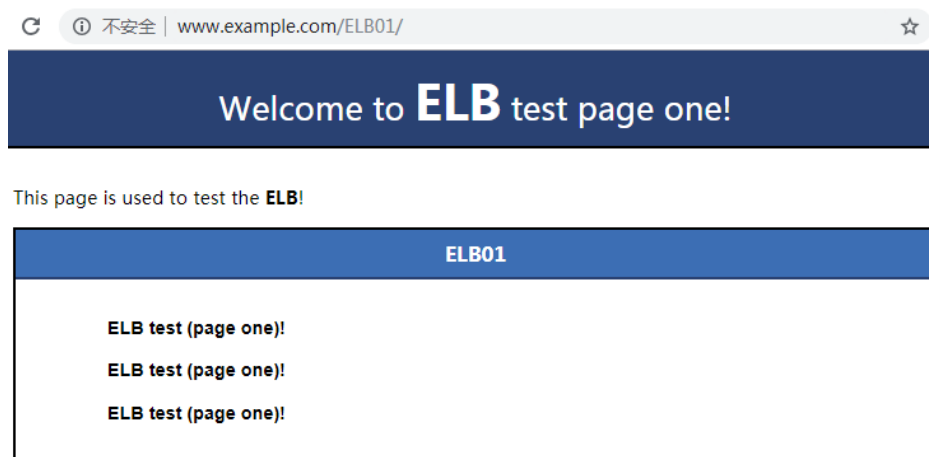 不安全 | www.example.com/ELB01/
Welcome to ELB test page one!
This page is used to test the ELB!
ELB01
ELB test (page one)!
ELB test (page one)!
ELB test (page one)!